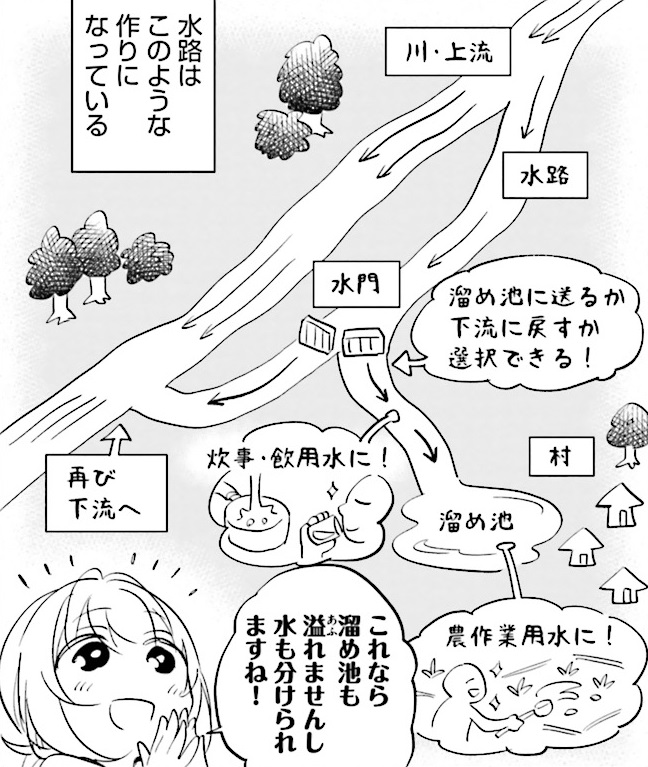 水路は
このような
作りに
なっている
川・上流
水路
水門
溜め池に送るか
下流に戻すか
選択できる！
炊事・飲用水に！
再び
下流へ
村
溜め池
農作業用水に！
これなら
溜め池も
溢れませんし
あふ
水も分けられ
ますね！